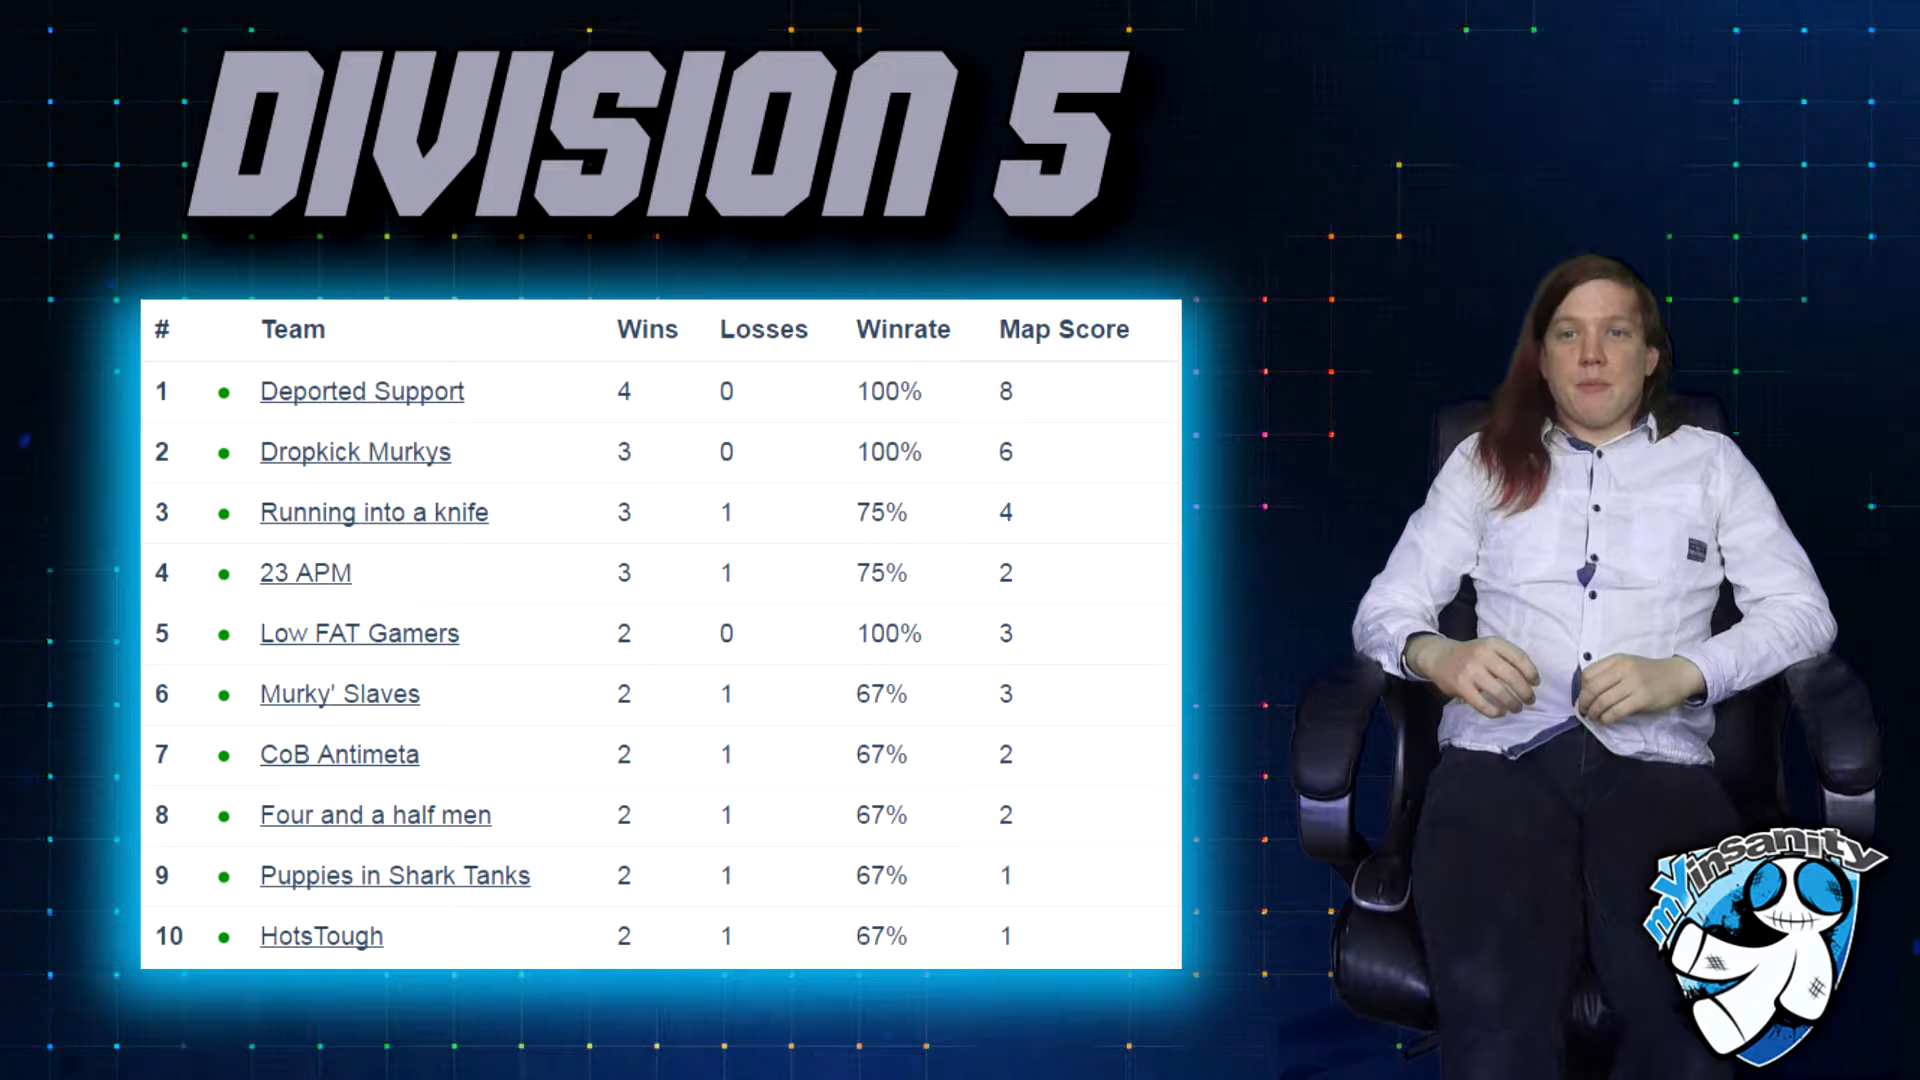 DIVISION 5
# Team Wins Losses Winrate Map Score
1 Deported Support 4 0 100% 8
2 Dropkick Murkys 3 0 100% 6
3 Running into a knife 3 1 75% 4
4 23 APM 3 1 75% 2
5 Low FAT Gamers 2 0 100% 3
6 Murky' Slaves 2 1 67% 3
7 CoB Antimeta 2 1 67% 2
8 Four and a half men 2 1 67% 2
9 Puppies in Shark Tanks 2 1 67% 1
10 HotsTough 2 1 67% 1
mYinsanity